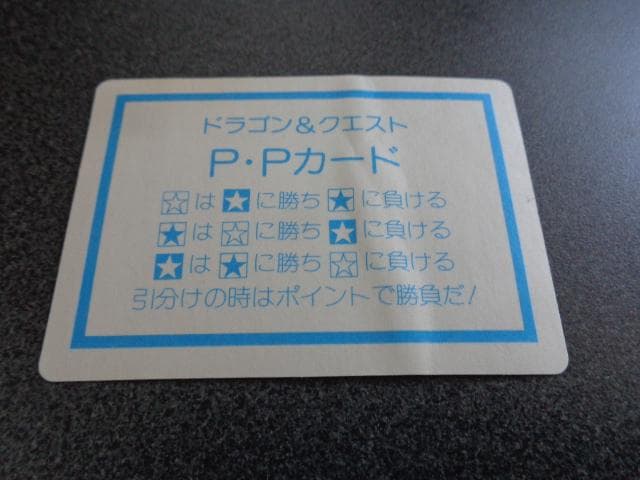 ドラゴン&クエスト
P・Pカード
☆は★に勝ち★に負ける
★は☆に勝ち★に負ける
★は★に勝ち☆に負ける
引分けの時はポイントで勝負だ!